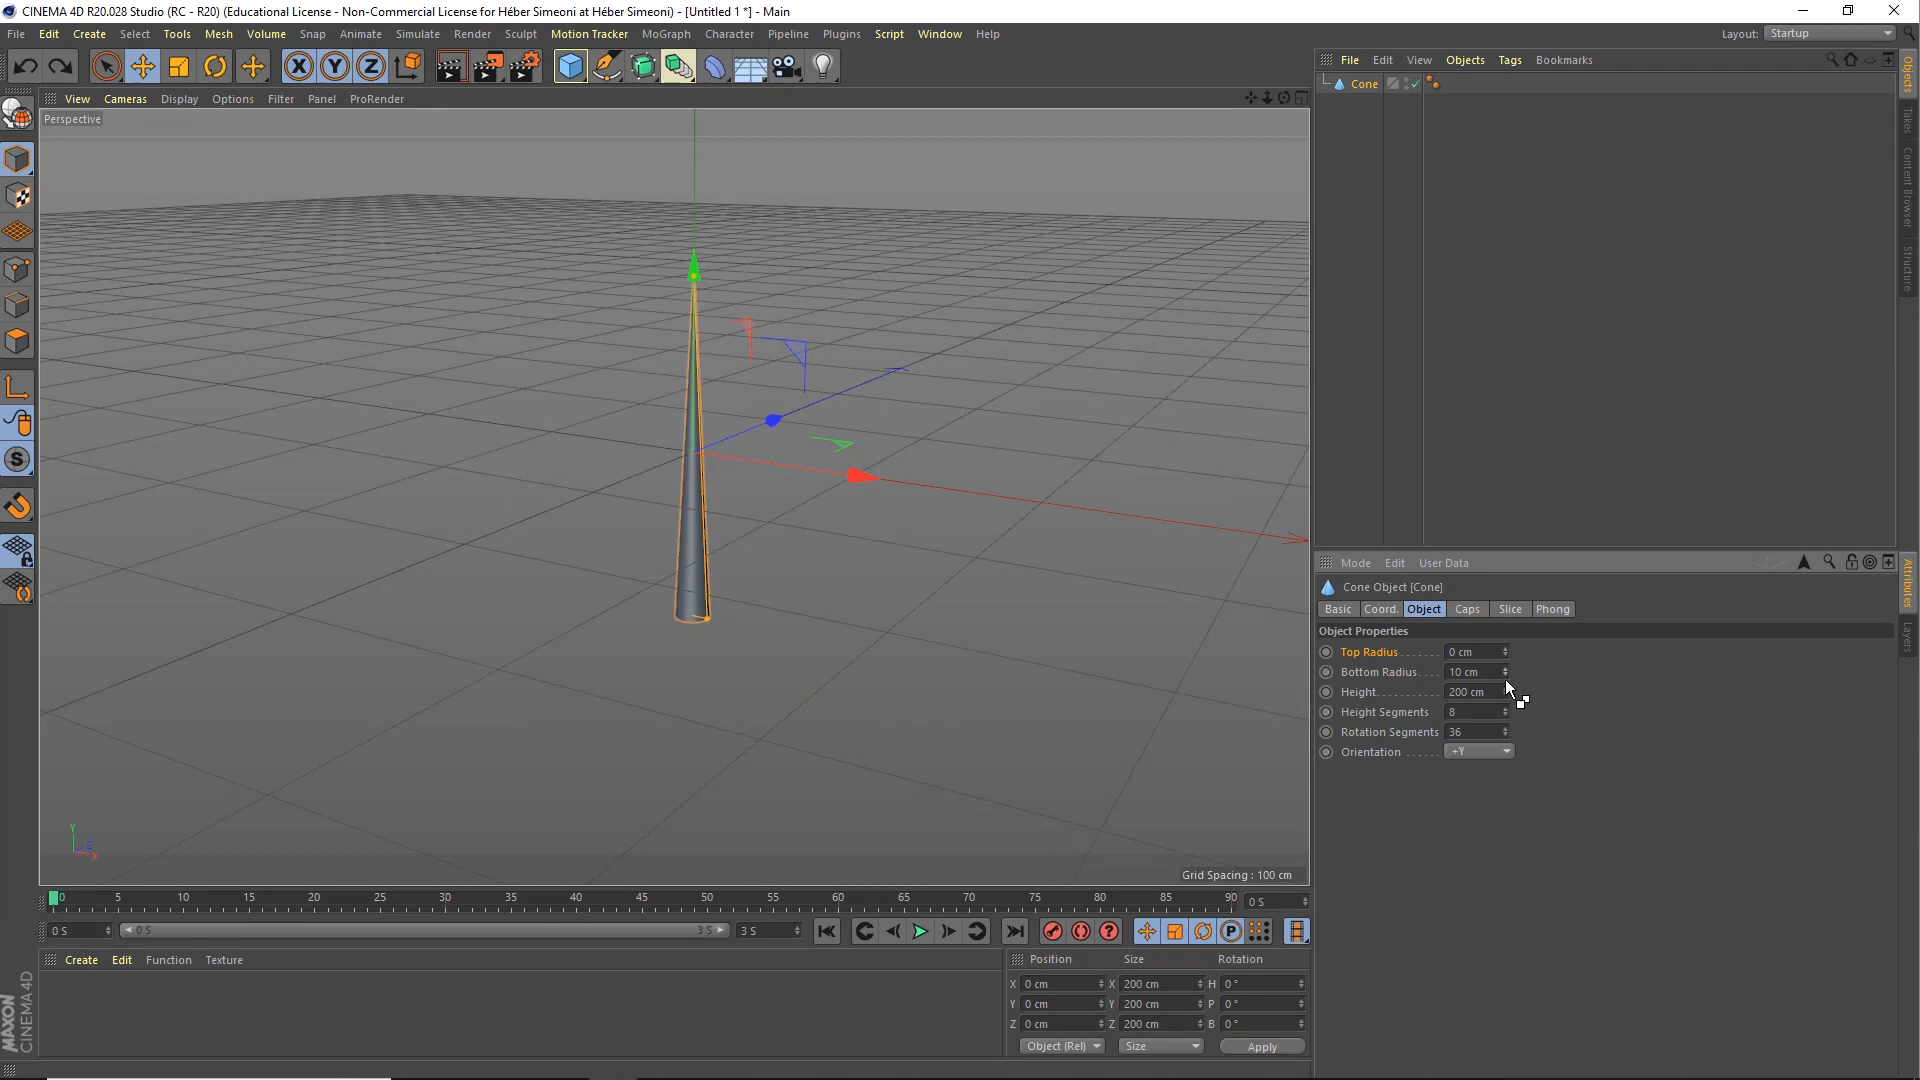 CINEMA 4D R20.028 Studio (RC - R20) (Educational License - Non-Commercial License for Héber Simeoni at Héber Simeoni) - [Untitled 1 *] - Main
File Edit Create Select Tools Mesh Volume Snap Animate Simulate Render Sculpt Motion Tracker MoGraph Character Pipeline Plugins Script Window Help
Layout: Startup
X Y Z
File Edit View Objects Tags Bookmarks
Cone
Objects
Takes
Content Browser
Structure
View Cameras Display Options Filter Panel ProRender
Perspective
Y
Z
X
Grid Spacing : 100 cm
Mode Edit User Data
Cone Object [Cone]
Basic Coord. Object Caps Slice Phong
Object Properties
Top Radius . . . . . . . 0 cm
Bottom Radius . . . . 10 cm
Height. . . . . . . . . . . 200 cm
Height Segments 8
Rotation Segments 36
Orientation . . . . . . +Y
Attributes
Layers
0 5 10 15 20 25 30 35 40 45 50 55 60 65 70 75 80 85 90 0 S
0 S 0 S 3 S 3 S
Create Edit Function Texture
Position Size Rotation
X 0 cm X 200 cm H 0 °
Y 0 cm Y 200 cm P 0 °
Z 0 cm Z 200 cm B 0 °
Object (Rel) Size Apply
MAXON
CINEMA 4D